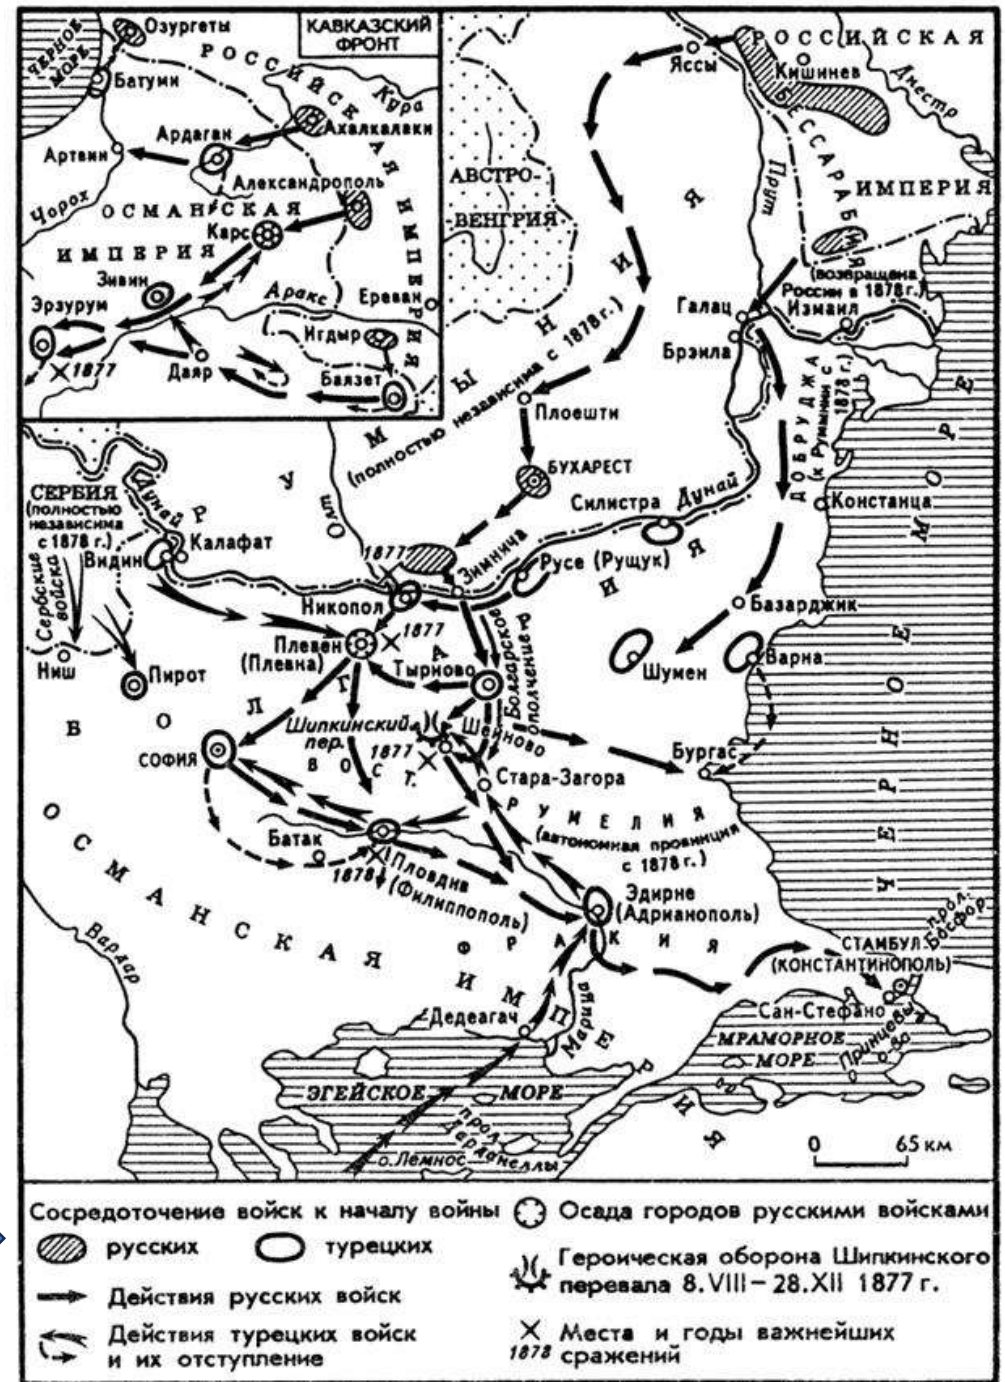 КАВКАЗСКИЙ
ФРОНТ
Озургеты
ЧЕРНОЕ
МОРЕ
Батуми
РОССИЙСКАЯ ИМПЕРИЯ
Кура
Ардаган
Ахалкалаки
Артвин
Александрополь
Чорох
ОСМАНСКАЯ
ИМПЕРИЯ
Карс
Зивин
Аракс
Ереван
Эрзурум
Игдыр
1877
Даяр
Баязет
РОССИЙСКАЯ
ИМПЕРИЯ
Яссы
Кишинев
Днестр
БЕССАРАБИЯ
(возвращена
России в 1878 г.)
Прут
АВСТРО-
ВЕНГРИЯ
РУМЫНИЯ
(полностью независима с 1878 г.)
Галац
Измаил
Брэила
Плоешти
ДОБРУДЖА
(к Румынии с
1878 г.)
БУХАРЕСТ
Констанца
Силистра
Дунай
СЕРБИЯ
(полностью
независима
с 1878 г.)
Дунай
Калафат
Видин
Сербские
войска
1877
Зимнича
Русе (Рущук)
Никопол
Базарджик
Плевен
(Плевна)
1877
Болгарское
ополчение
Ниш
Пирот
Тырново
Шумен
Варна
БОЛГАРИЯ
Шипкинский
пер.
1877
Шейново
Бургас
СОФИЯ
Стара-Загора
ВОСТ.
РУМЕЛИЯ
(автономная провинция
с 1878 г.)
Батак
1878
Пловдив
(Филиппополь)
Эдирне
(Адрианополь)
ЧЕРНОЕ МОРЕ
ОСМАНСКАЯ ИМПЕРИЯ
Вардар
ФРАКИЯ
прол.
Босфор
СТАМБУЛ
(КОНСТАНТИНОПОЛЬ)
Дедеагач
Марица
Сан-Стефано
МРАМОРНОЕ
МОРЕ
Принцевы
о-ва
ЭГЕЙСКОЕ МОРЕ
прол.
Дарданеллы
о. Лемнос
0 65 км
Сосредоточение войск к началу войны
русских турецких
Действия русских войск
Действия турецких войск
и их отступление
Осада городов русскими войсками
Героическая оборона Шипкинского
перевала 8.VIII – 28.XII 1877 г.
1878
Места и годы важнейших
сражений